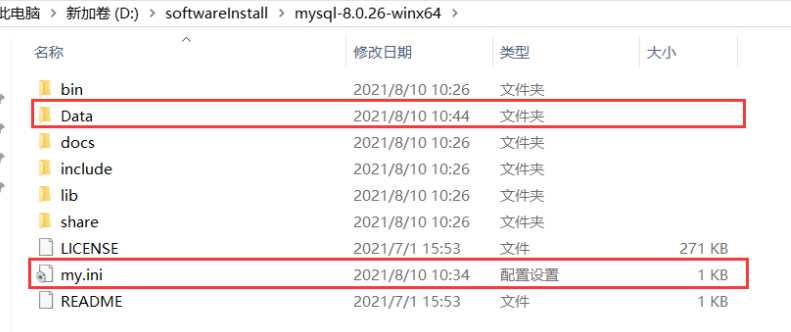 此电脑 > 新加卷 (D:) > softwareInstall > mysql-8.0.26-winx64 >
名称 修改日期 类型 大小
bin 2021/8/10 10:26 文件夹
Data 2021/8/10 10:44 文件夹
docs 2021/8/10 10:26 文件夹
include 2021/8/10 10:26 文件夹
lib 2021/8/10 10:26 文件夹
share 2021/8/10 10:26 文件夹
LICENSE 2021/7/1 15:53 文件 271 KB
my.ini 2021/8/10 10:34 配置设置 1 KB
README 2021/7/1 15:53 文件 1 KB